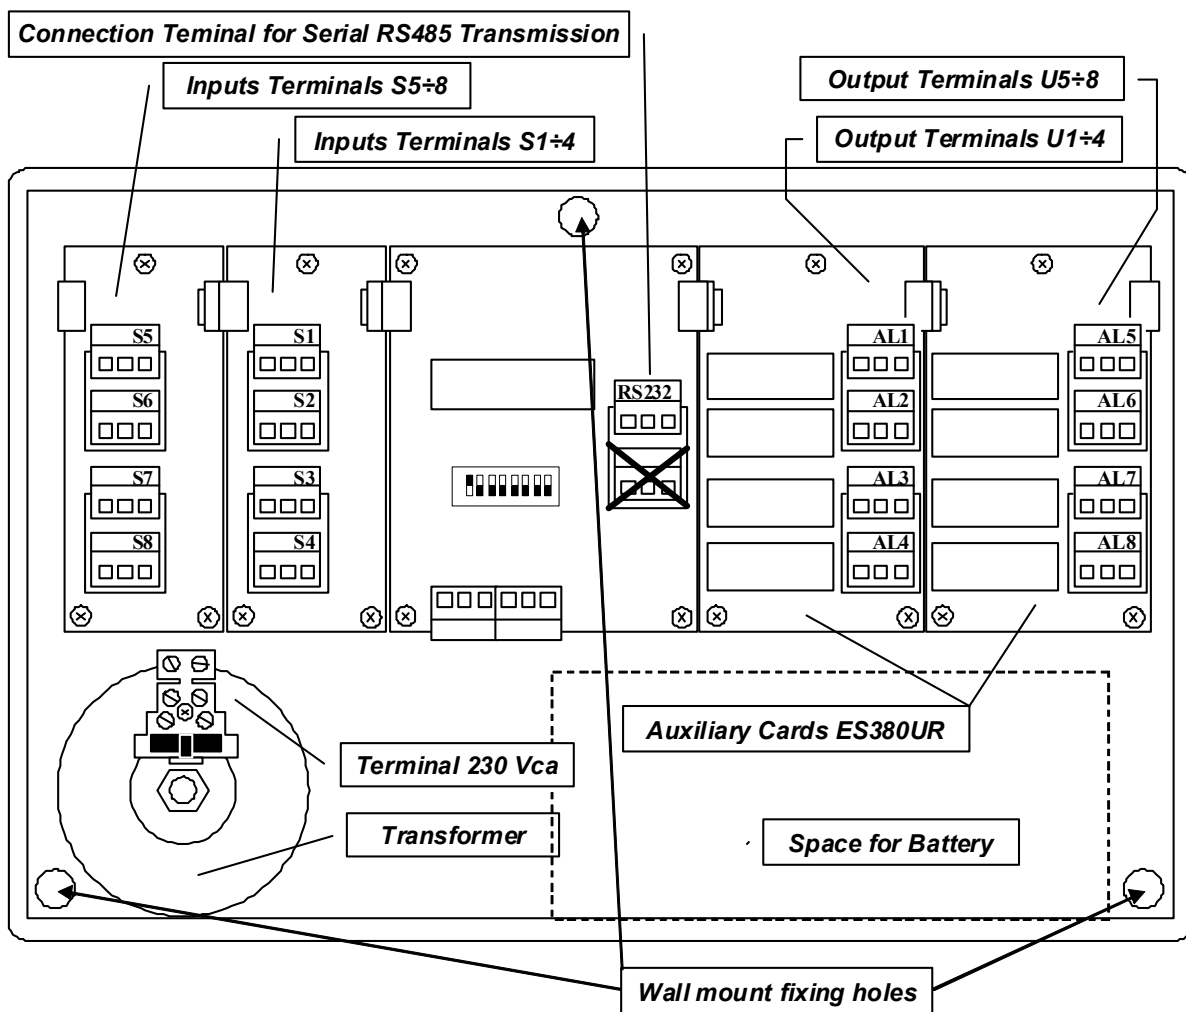 Connection Teminal for Serial RS485 Transmission
Inputs Terminals S5÷8
Output Terminals U5÷8
Inputs Terminals S1÷4
Output Terminals U1÷4
S5
S1
AL1
AL5
RS232
S6
S2
AL2
AL6
S7
S3
AL3
AL7
S8
S4
AL4
AL8
Auxiliary Cards ES380UR
Terminal 230 Vca
Transformer
Space for Battery
Wall mount fixing holes